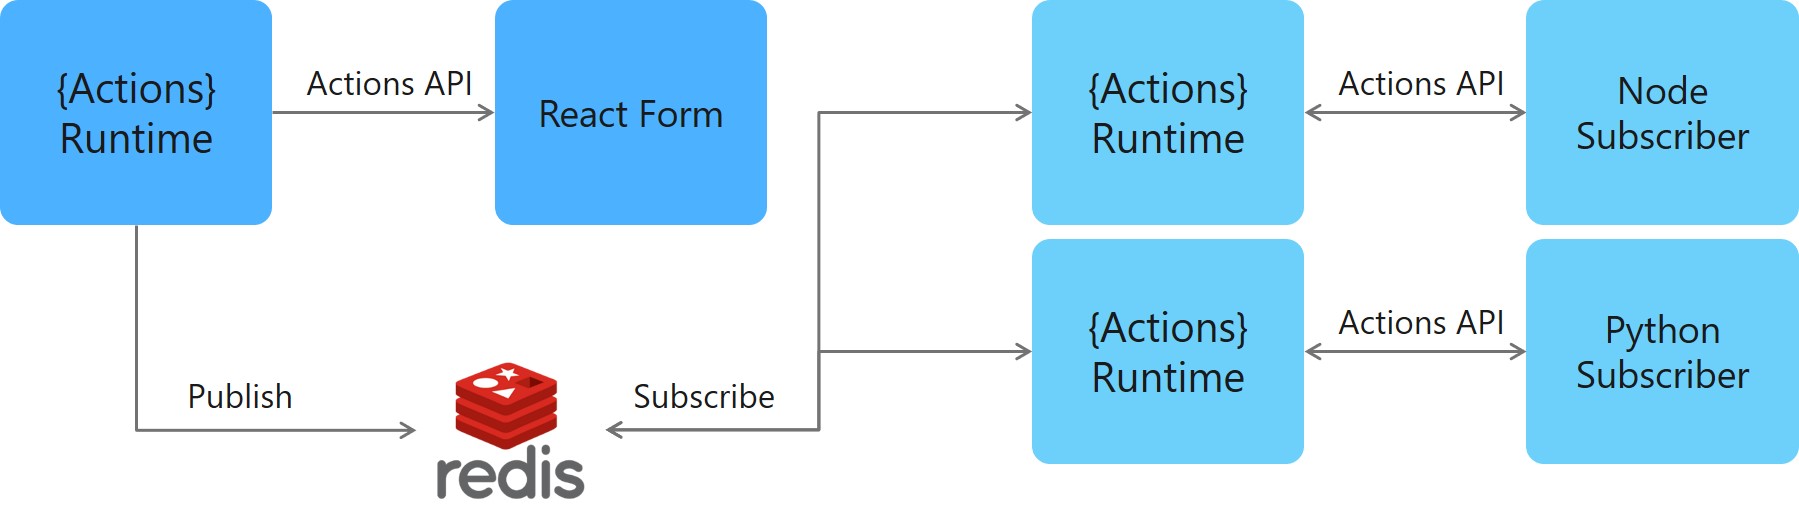 {Actions}
Runtime
Actions API
React Form
{Actions}
Runtime
Actions API
Node
Subscriber
{Actions}
Runtime
Actions API
Python
Subscriber
Publish
redis
Subscribe